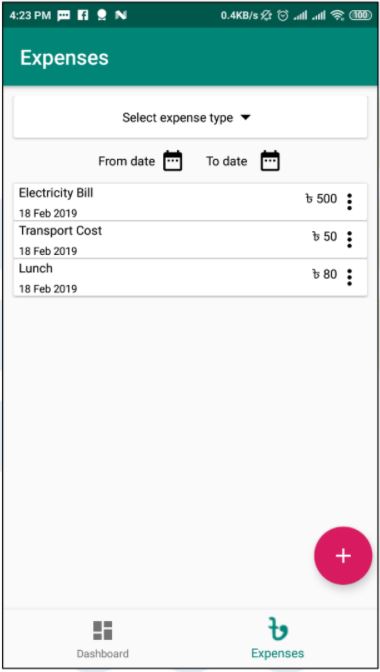 4:23 PM
0.4KB/s
100
Expenses
Select expense type
From date To date
Electricity Bill
৳ 500
18 Feb 2019
Transport Cost
৳ 50
18 Feb 2019
Lunch
৳ 80
18 Feb 2019
+
৳
Dashboard Expenses